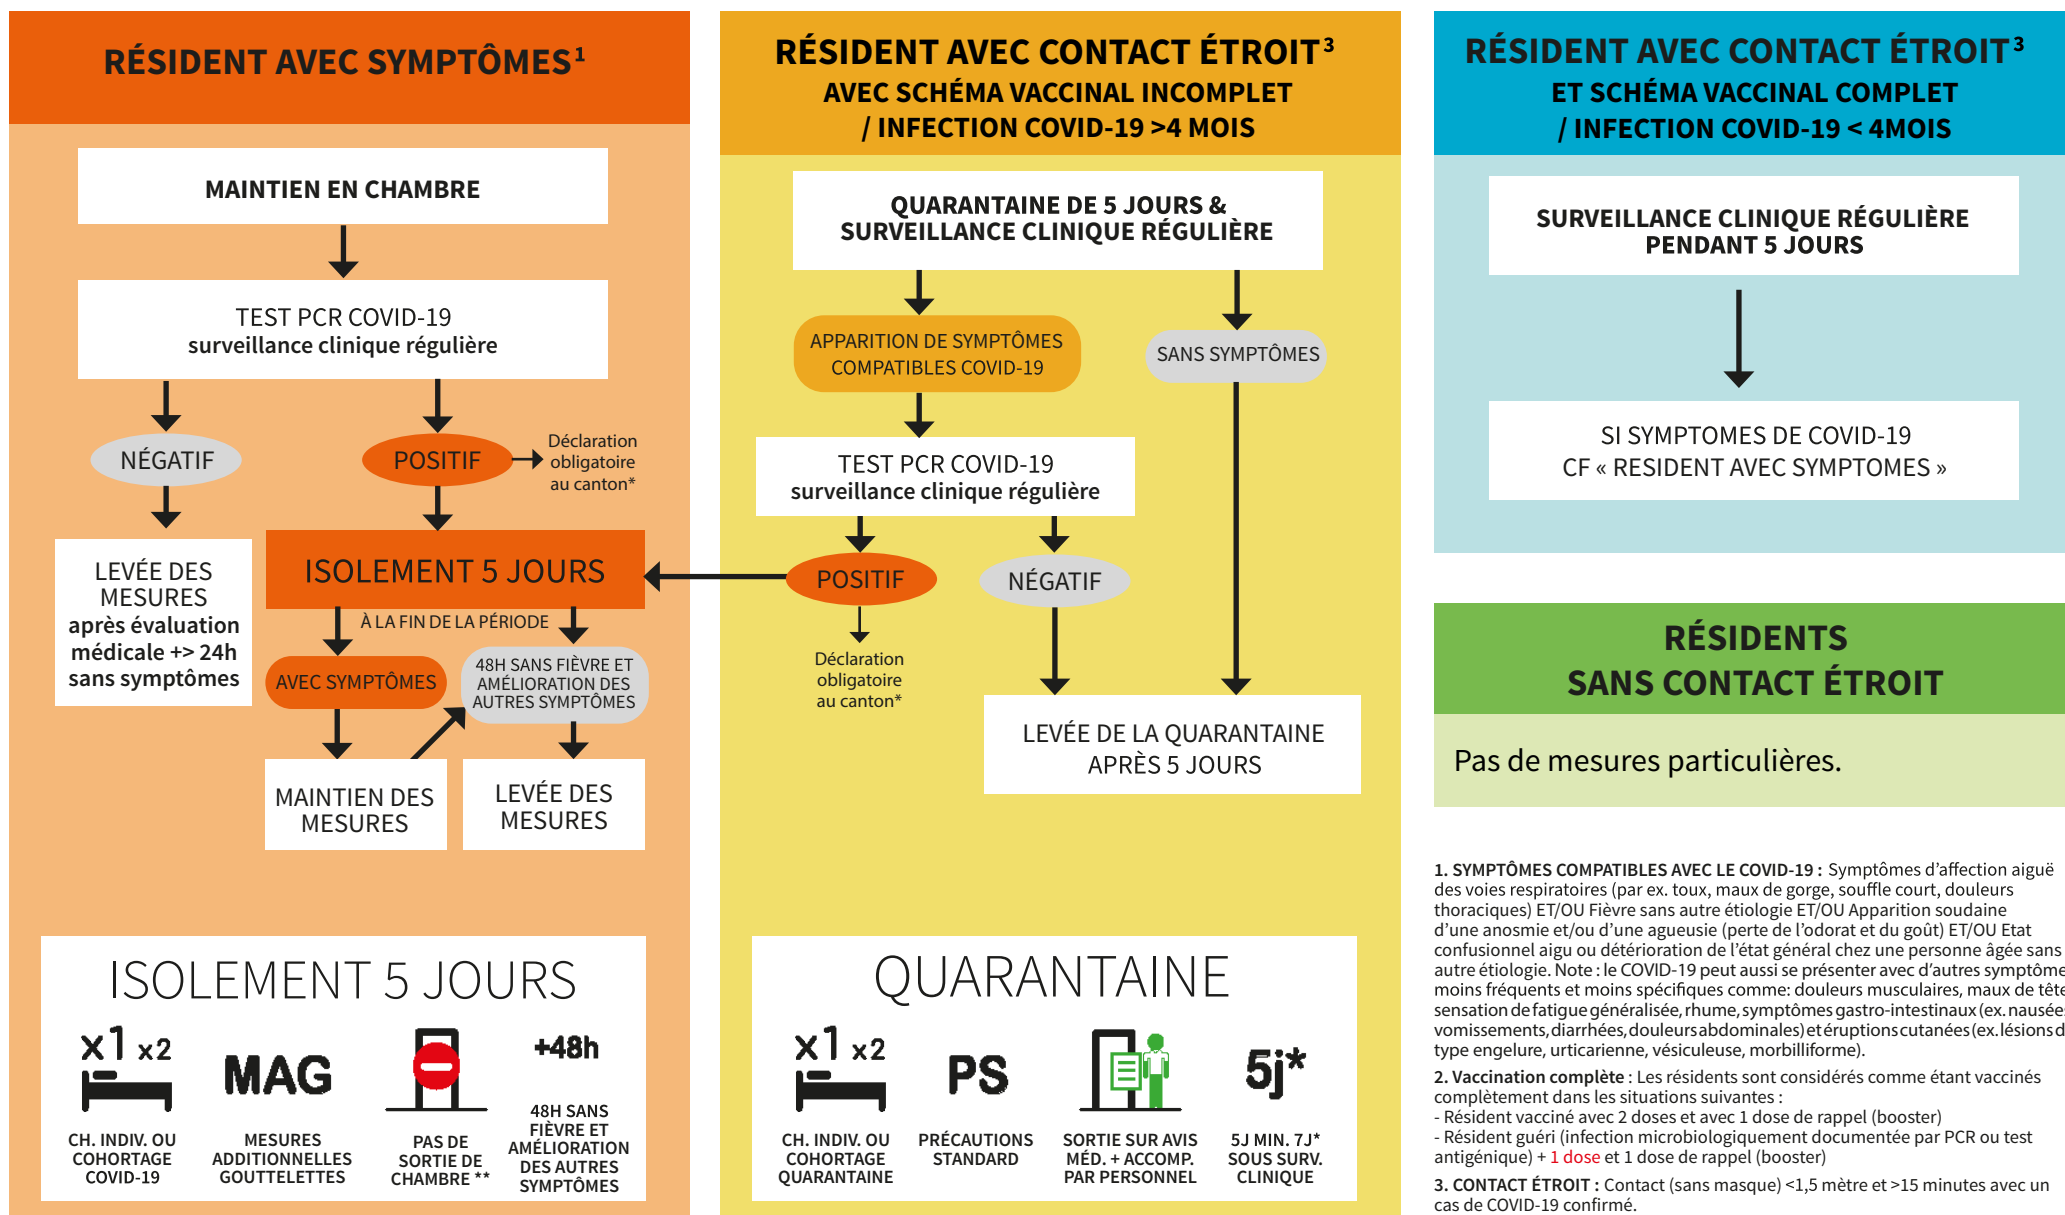 RÉSIDENT AVEC SYMPTÔMES¹
MAINTIEN EN CHAMBRE
TEST PCR COVID-19
surveillance clinique régulière
NÉGATIF
POSITIF
Déclaration
obligatoire
au canton*
LEVÉE DES
MESURES
après évaluation
médicale +> 24h
sans symptômes
ISOLEMENT 5 JOURS
À LA FIN DE LA PÉRIODE
AVEC SYMPTÔMES
48H SANS FIÈVRE ET
AMÉLIORATION DES
AUTRES SYMPTÔMES
MAINTIEN DES
MESURES
LEVÉE DES
MESURES
ISOLEMENT 5 JOURS
x1 x2
CH. INDIV. OU
COHORTAGE
COVID-19
MAG
MESURES
ADDITIONNELLES
GOUTTELETTES
PAS DE
SORTIE DE
CHAMBRE **
+48h
48H SANS
FIÈVRE ET
AMÉLIORATION
DES AUTRES
SYMPTÔMES
RÉSIDENT AVEC CONTACT ÉTROIT³
AVEC SCHÉMA VACCINAL INCOMPLET
/ INFECTION COVID-19 >4 MOIS
QUARANTAINE DE 5 JOURS &
SURVEILLANCE CLINIQUE RÉGULIÈRE
APPARITION DE SYMPTÔMES
COMPATIBLES COVID-19
SANS SYMPTÔMES
TEST PCR COVID-19
surveillance clinique régulière
POSITIF
NÉGATIF
Déclaration
obligatoire
au canton*
LEVÉE DE LA QUARANTAINE
APRÈS 5 JOURS
QUARANTAINE
x1 x2
CH. INDIV. OU
COHORTAGE
QUARANTAINE
PS
PRÉCAUTIONS
STANDARD
SORTIE SUR AVIS
MÉD. + ACCOMP.
PAR PERSONNEL
5j*
5J MIN. 7J*
SOUS SURV.
CLINIQUE
RÉSIDENT AVEC CONTACT ÉTROIT³
ET SCHÉMA VACCINAL COMPLET
/ INFECTION COVID-19 < 4MOIS
SURVEILLANCE CLINIQUE RÉGULIÈRE
PENDANT 5 JOURS
SI SYMPTOMES DE COVID-19
CF « RESIDENT AVEC SYMPTOMES »
RÉSIDENTS
SANS CONTACT ÉTROIT
Pas de mesures particulières.
1. SYMPTÔMES COMPATIBLES AVEC LE COVID-19 : Symptômes d'affection aiguë
des voies respiratoires (par ex. toux, maux de gorge, souffle court, douleurs
thoraciques) ET/OU Fièvre sans autre étiologie ET/OU Apparition soudaine
d'une anosmie et/ou d'une agueusie (perte de l'odorat et du goût) ET/OU Etat
confusionnel aigu ou détérioration de l'état général chez une personne âgée sans
autre étiologie. Note : le COVID-19 peut aussi se présenter avec d'autres symptôme
moins fréquents et moins spécifiques comme: douleurs musculaires, maux de tête
sensation de fatigue généralisée, rhume, symptômes gastro-intestinaux (ex. nausées
vomissements, diarrhées, douleurs abdominales) et éruptions cutanées (ex. lésions d
type engelure, urticarienne, vésiculeuse, morbilliforme).
2. Vaccination complète : Les résidents sont considérés comme étant vaccinés
complètement dans les situations suivantes :
- Résident vacciné avec 2 doses et avec 1 dose de rappel (booster)
- Résident guéri (infection microbiologiquement documentée par PCR ou test
antigénique) + 1 dose et 1 dose de rappel (booster)
3. CONTACT ÉTROIT : Contact (sans masque) <1,5 mètre et >15 minutes avec un
cas de COVID-19 confirmé.